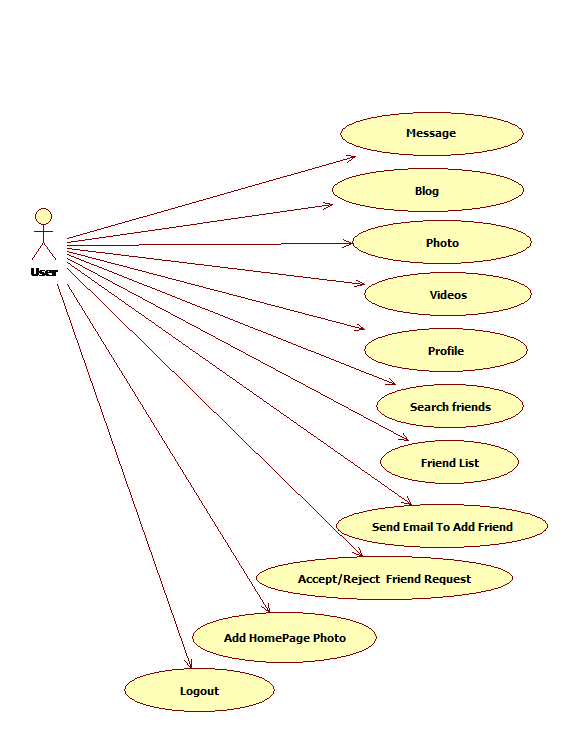 Message
Blog
Photo
User
Videos
Profile
Search friends
Friend List
Send Email To Add Friend
Accept/Reject Friend Request
Add HomePage Photo
Logout